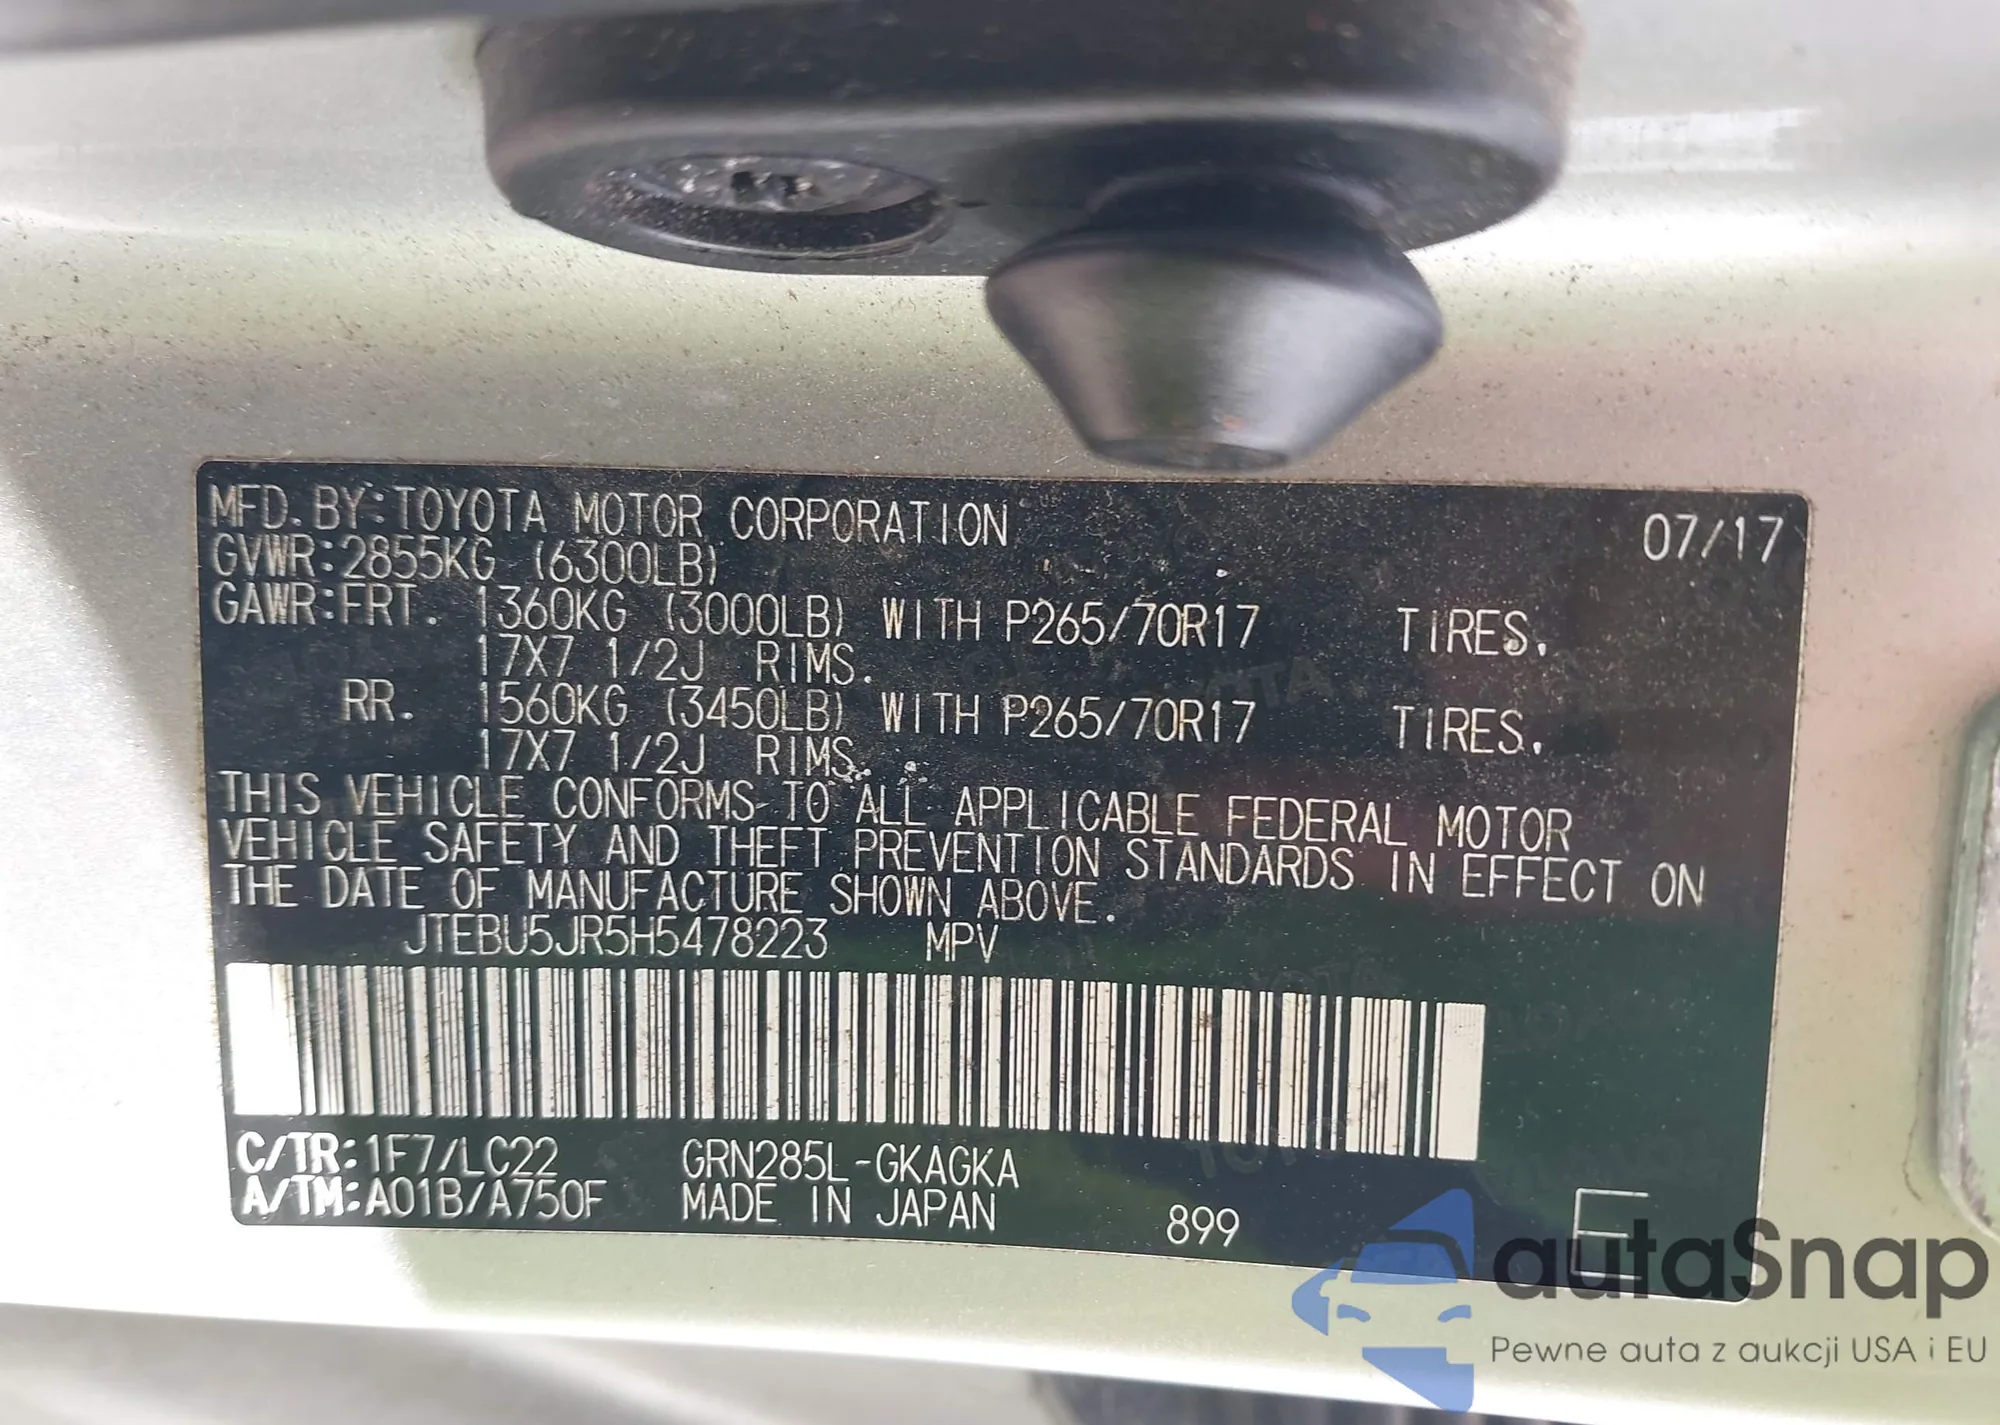 MFD. BY:TOYOTA MOTOR CORPORATION 07/17
GVWR:2855KG (6300LB)
GAWR:FRT. 1360KG (3000LB) WITH P265/70R17 TIRES.
17X7 1/2J RIMS.
RR. 1560KG (3450LB) WITH P265/70R17 TIRES.
17X7 1/2J RIMS.
THIS VEHICLE CONFORMS TO ALL APPLICABLE FEDERAL MOTOR
VEHICLE SAFETY AND THEFT PREVENTION STANDARDS IN EFFECT ON
THE DATE OF MANUFACTURE SHOWN ABOVE.
JTEBU5JR5H5478223 MPV
C/TR:1F7/LC22 GRN285L-GKAGKA
A/TM:A01B/A750F MADE IN JAPAN 899 E
autaSnap
Pewne auta z aukcji USA i EU